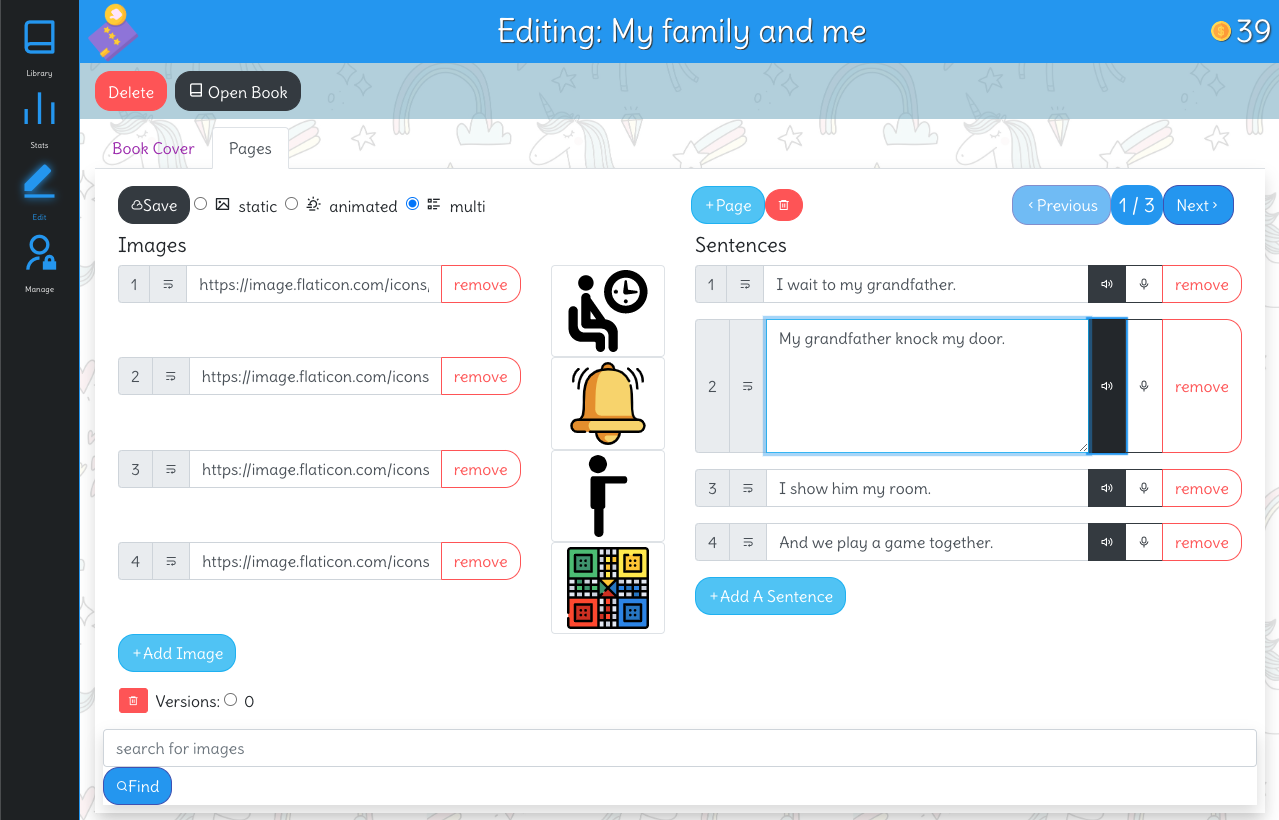 Editing: My family and me
39
Library
Stats
Edit
Manage
Delete
Open Book
Book Cover
Pages
Save
static
animated
multi
+Page
Previous
1 / 3
Next
Images
1
https://image.flaticon.com/icons,
remove
2
https://image.flaticon.com/icons
remove
3
https://image.flaticon.com/icons
remove
4
https://image.flaticon.com/icons
remove
+Add Image
Versions: 0
Sentences
1
I wait to my grandfather.
remove
2
My grandfather knock my door.
remove
3
I show him my room.
remove
4
And we play a game together.
remove
+Add A Sentence
search for images
Find